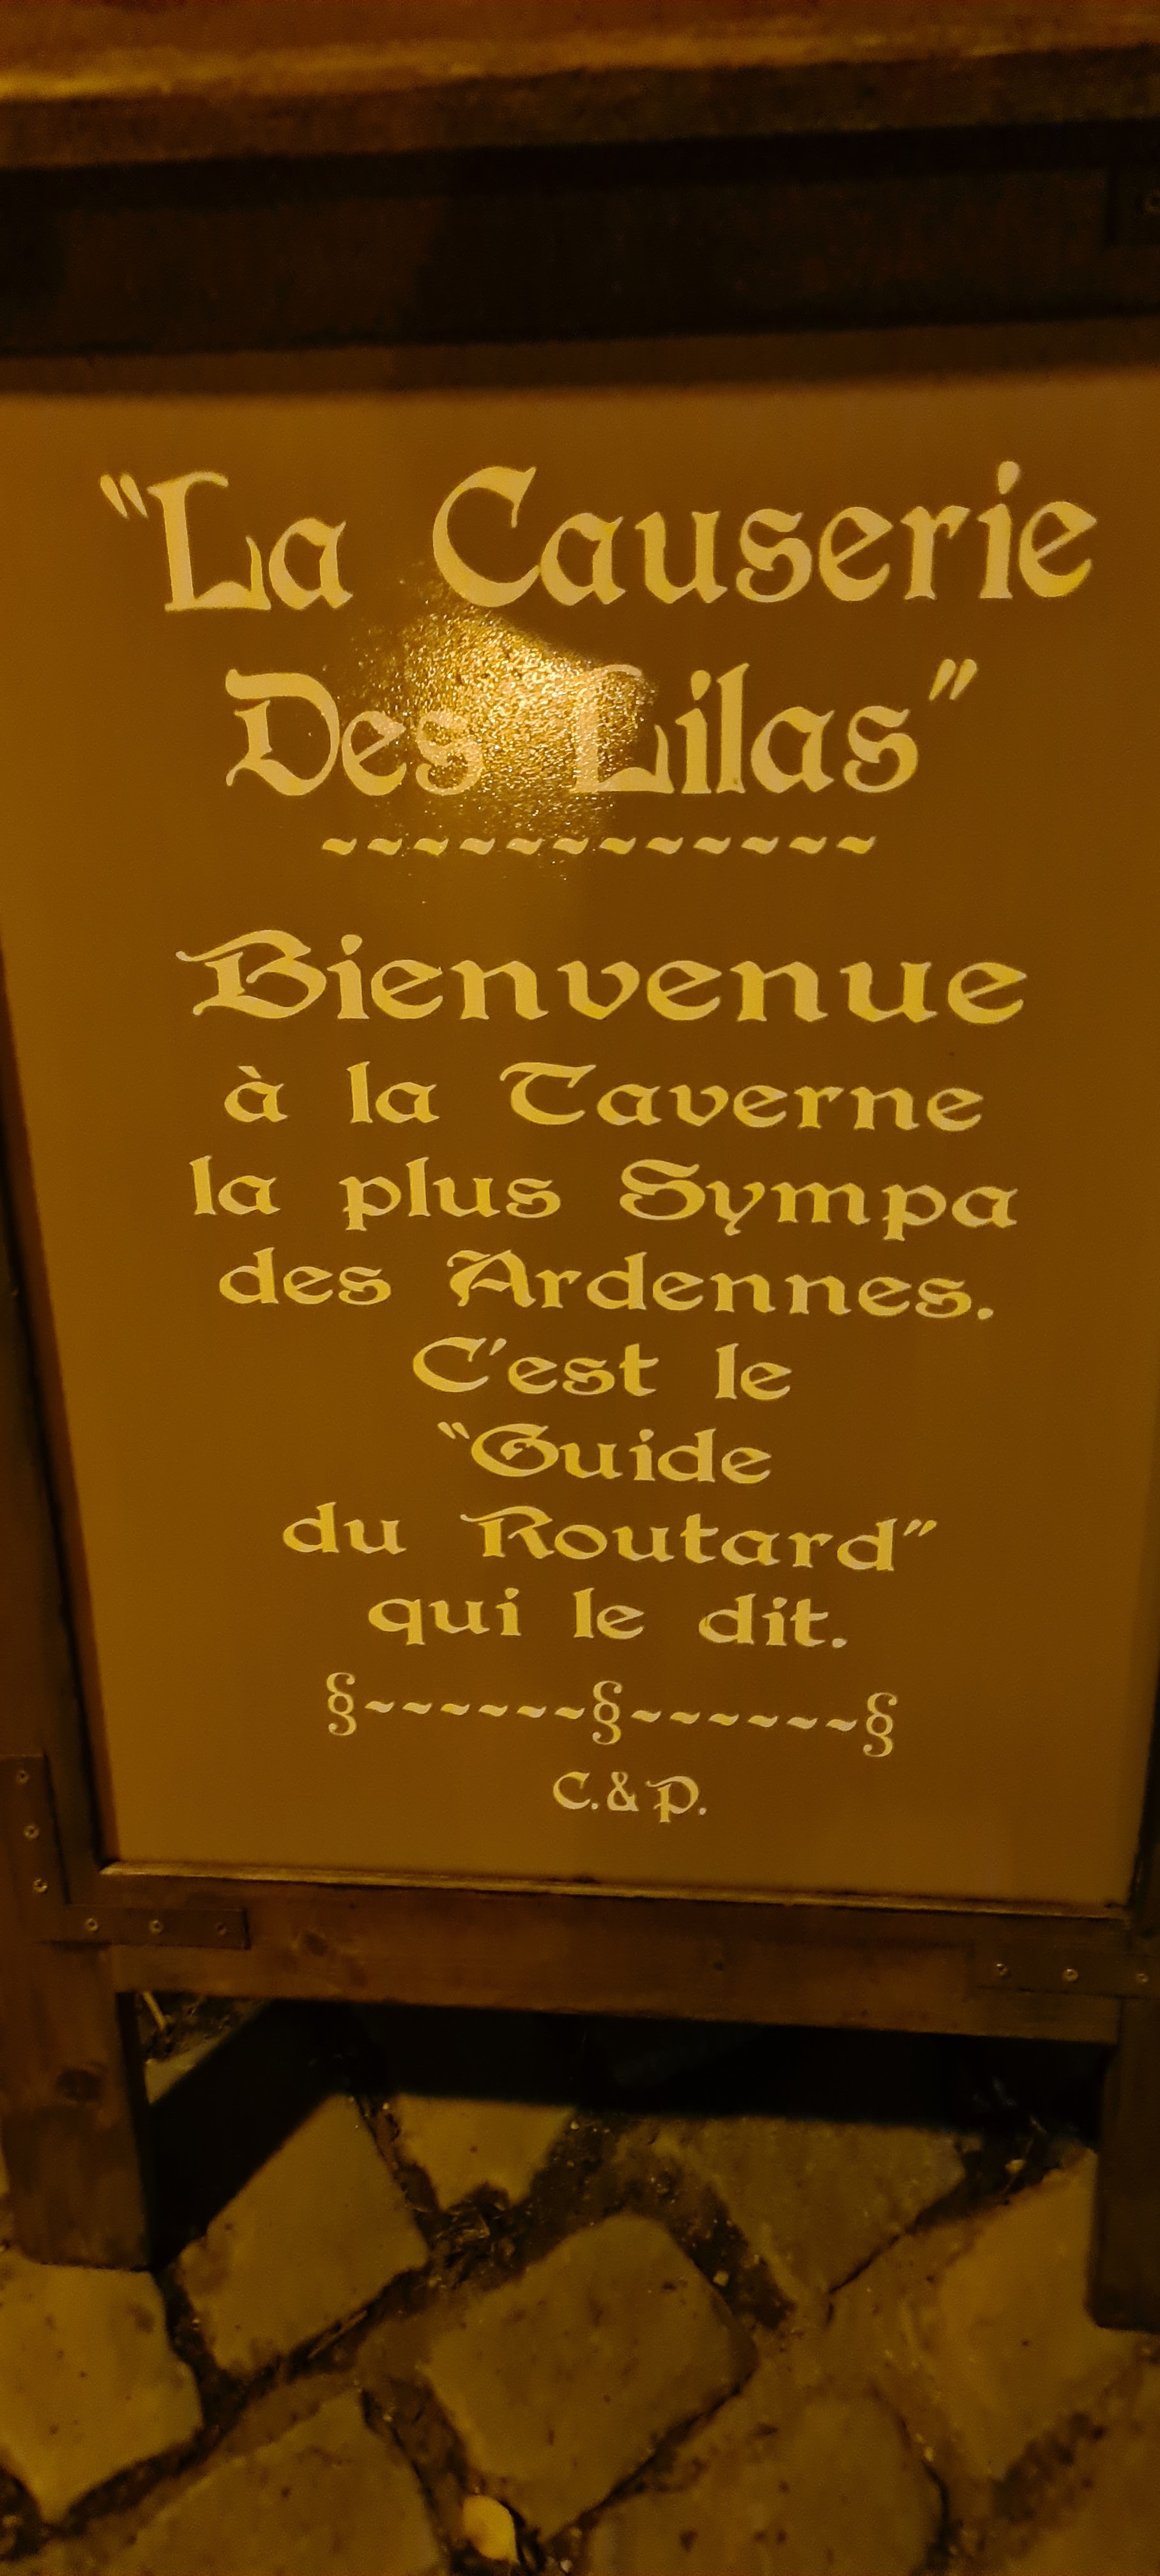 "La Causerie
Des Lilas"
~~~~~~~~~~~~
Bienvenue
à la Taverne
la plus Sympa
des Ardennes.
C'est le
"Guide
du Routard"
qui le dit.
§~~~~~~§~~~~~~§
C.& P.